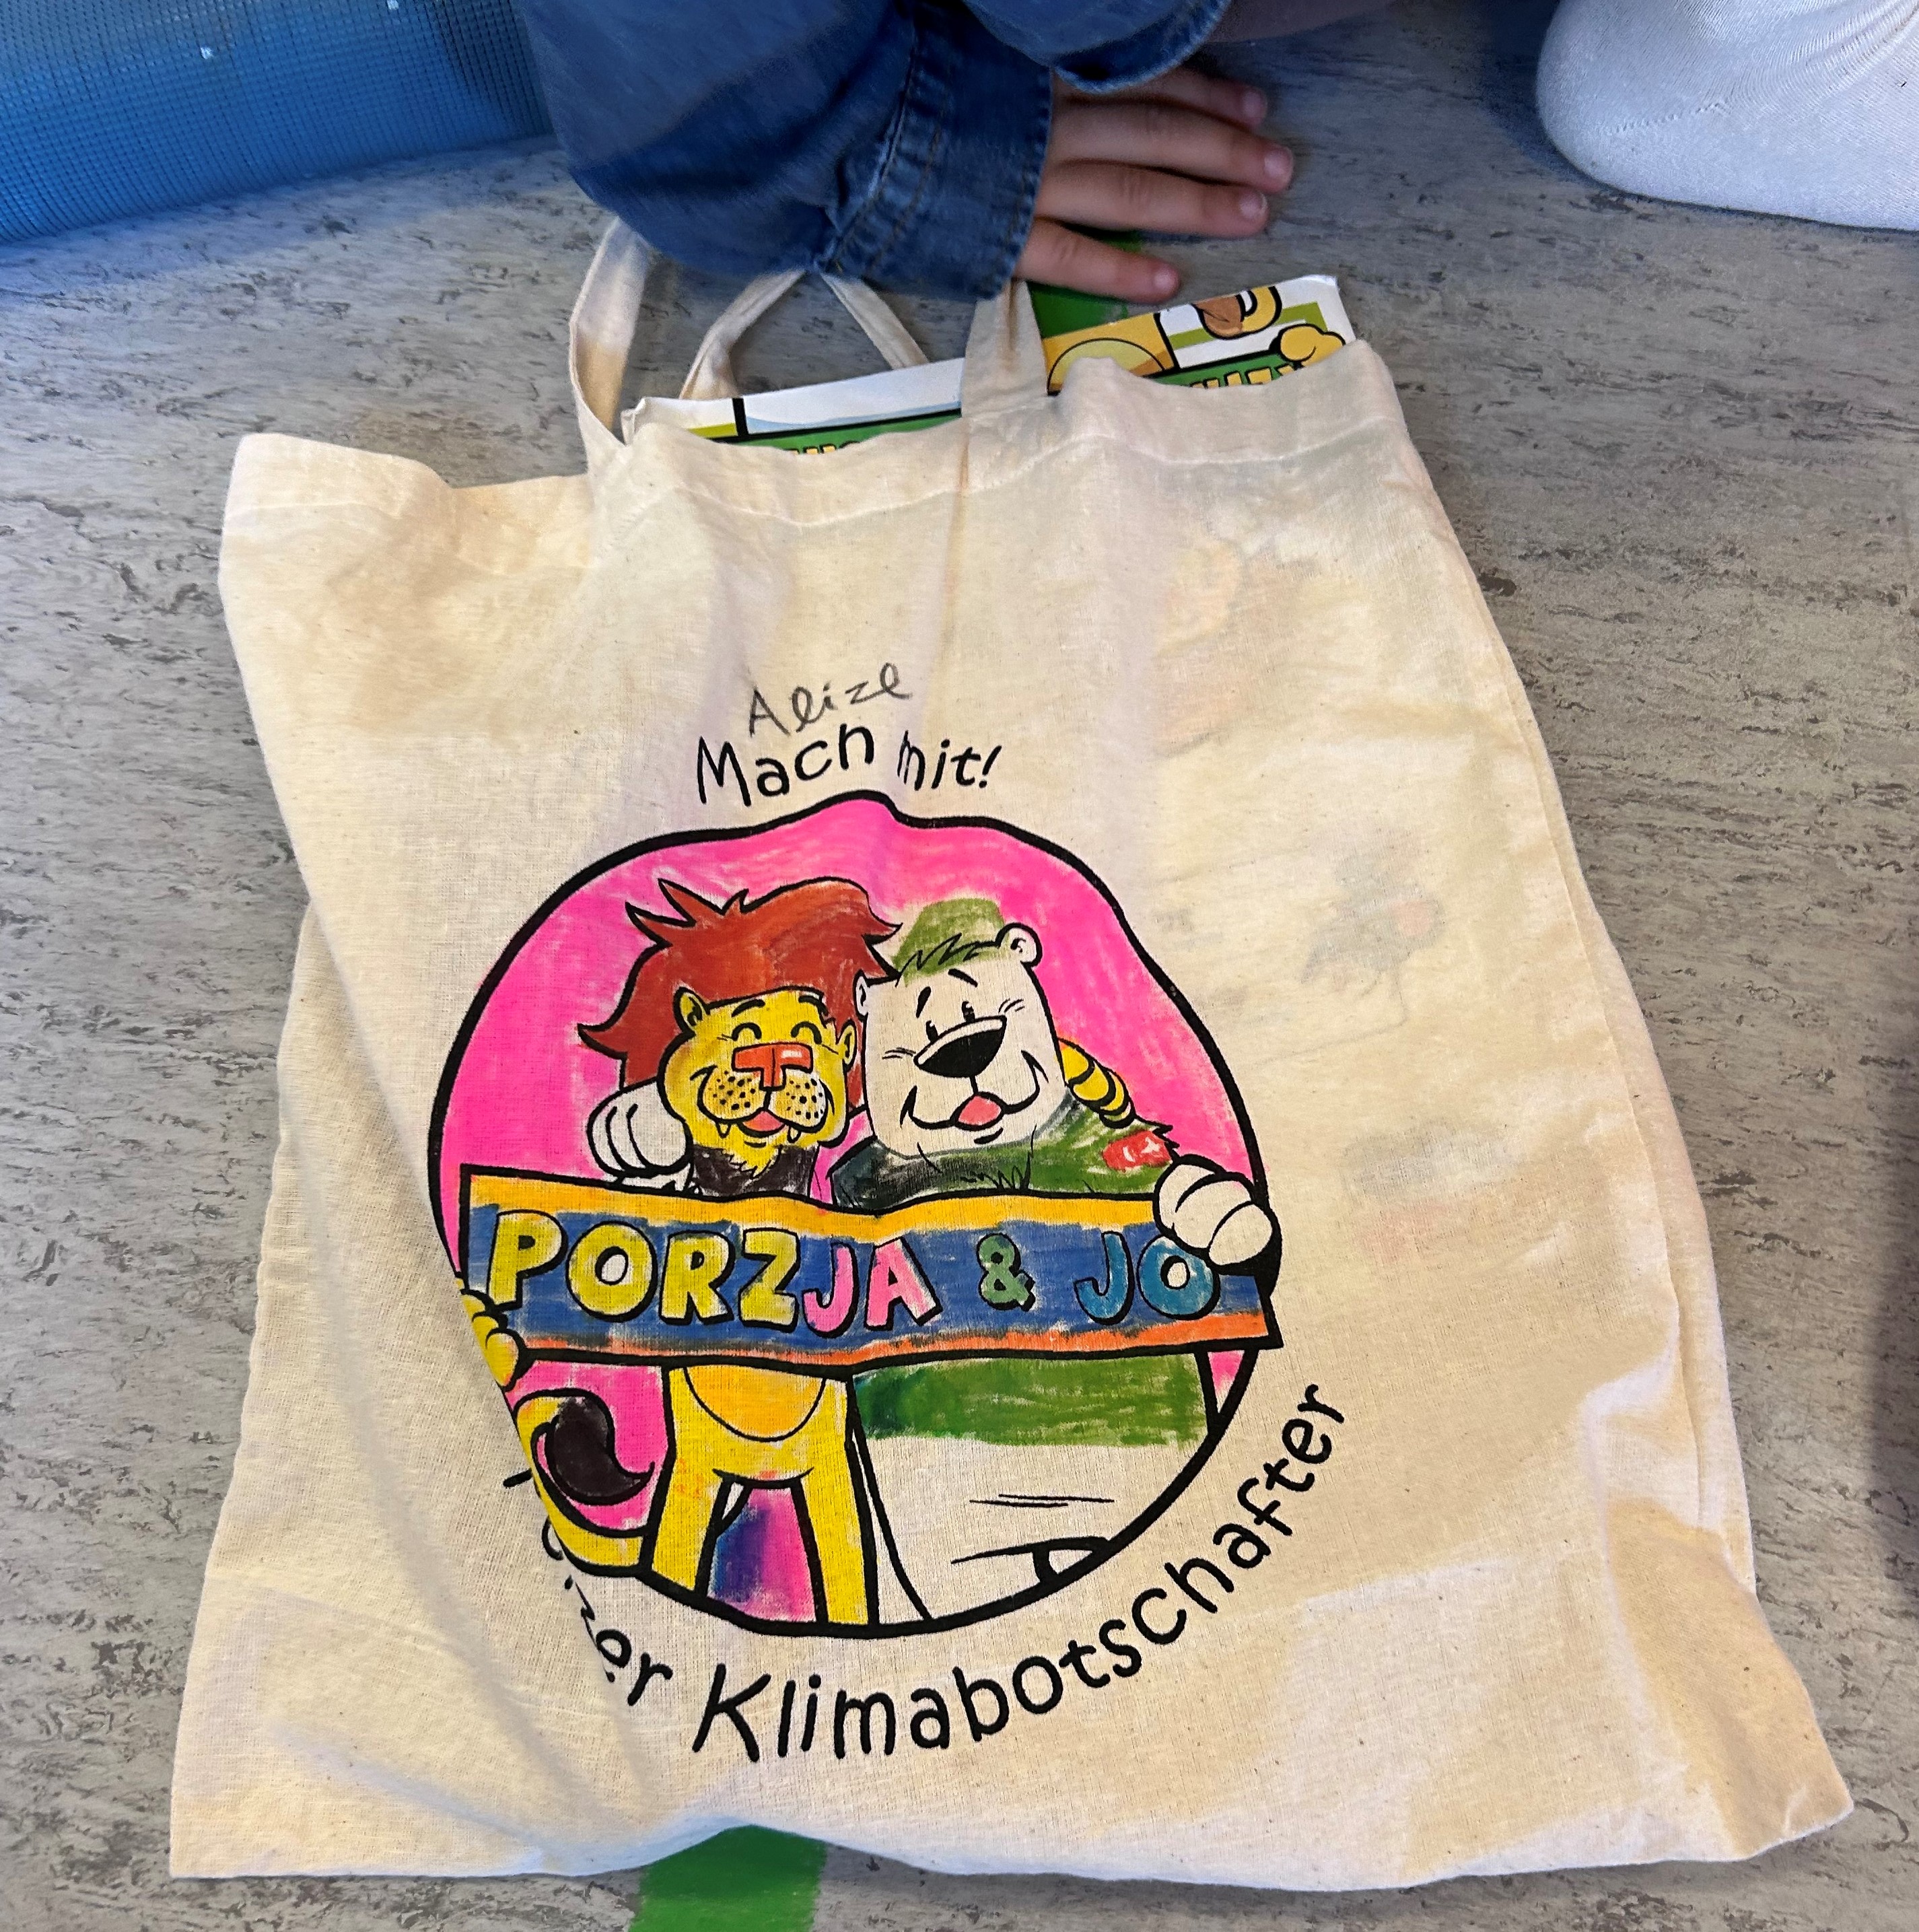 Alize
Mach mit!
PORZJA & JO
Klimabotschafter